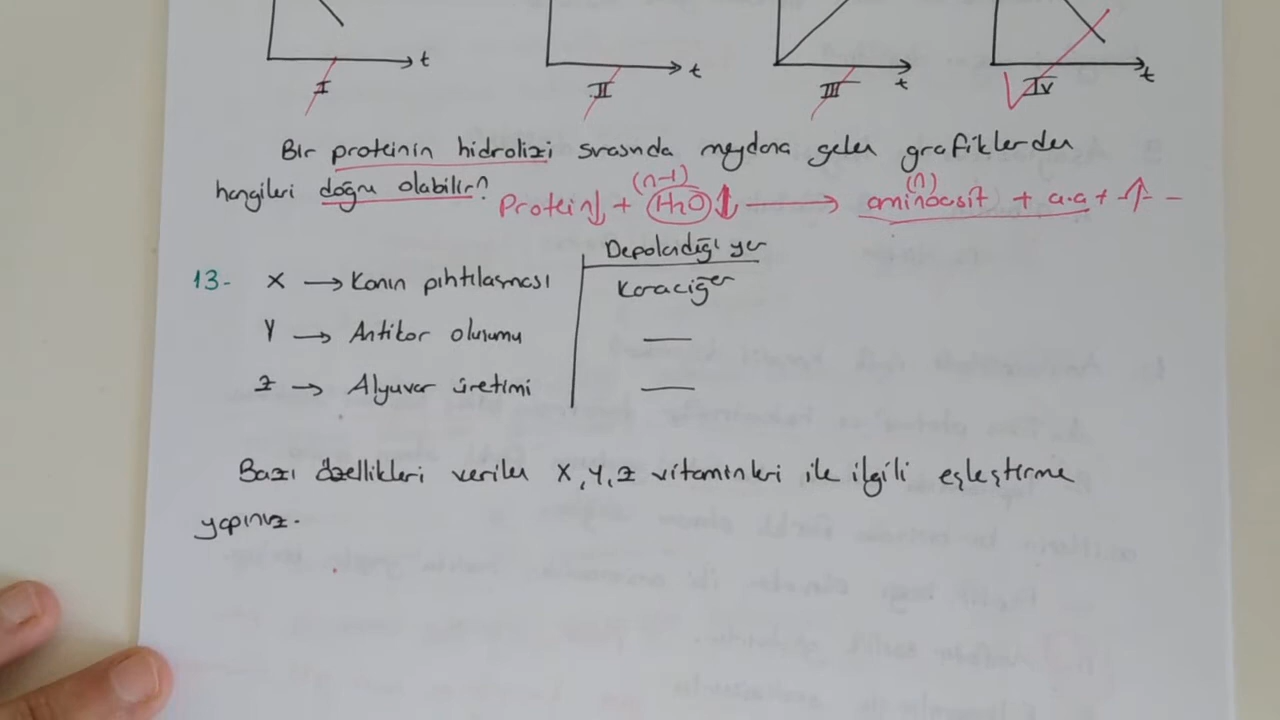 t t t t
I II III IV
Bir proteinin hidrolizi sırasında meydana gelen grafiklerden
hangileri doğru olabilir?
(n-1) (n)
Protein↓ + H2O↓ → aminoasit + a.a + ↑ -
Depolandığı yer
13- X → Kanın pıhtılaşması Karaciğer
Y → Antikor oluşumu —
Z → Alyuvar üretimi —
Bazı özellikleri verilen X, Y, Z vitaminleri ile ilgili eşleştirme
yapınız.